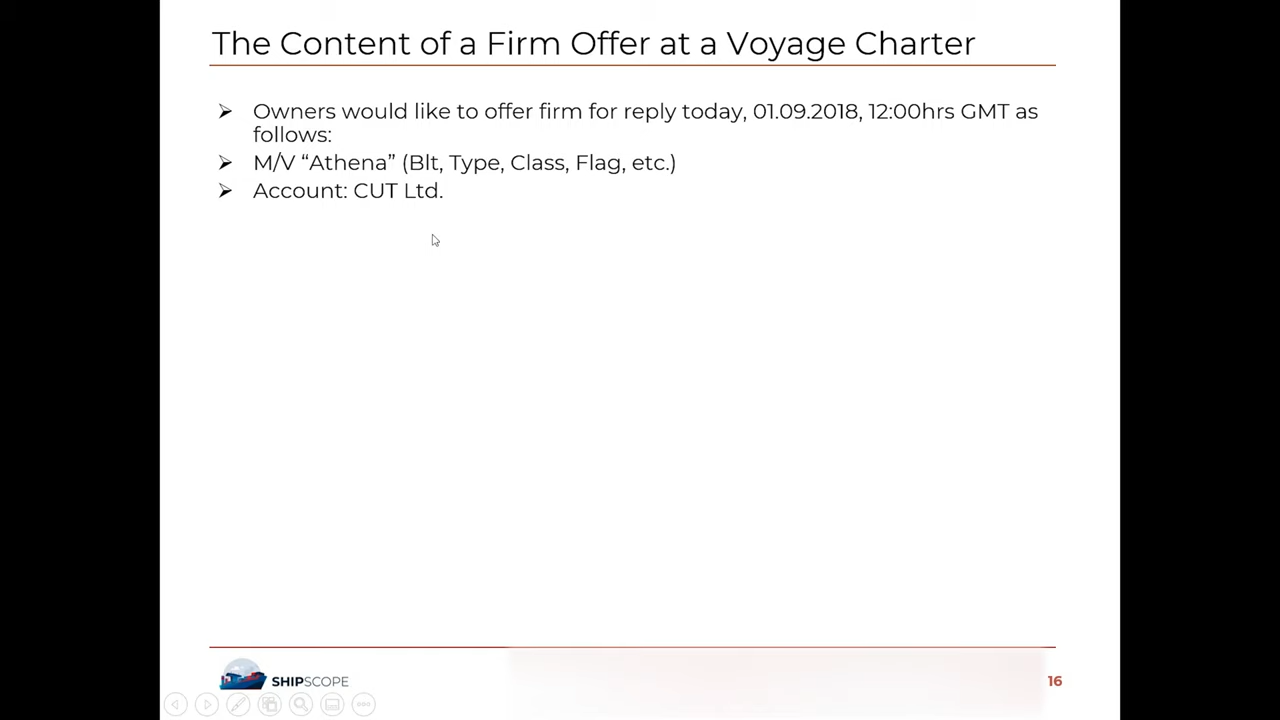 The Content of a Firm Offer at a Voyage Charter
➢ Owners would like to offer firm for reply today, 01.09.2018, 12:00hrs GMT as
follows:
➢ M/V “Athena” (Blt, Type, Class, Flag, etc.)
➢ Account: CUT Ltd.
SHIPSCOPE
16